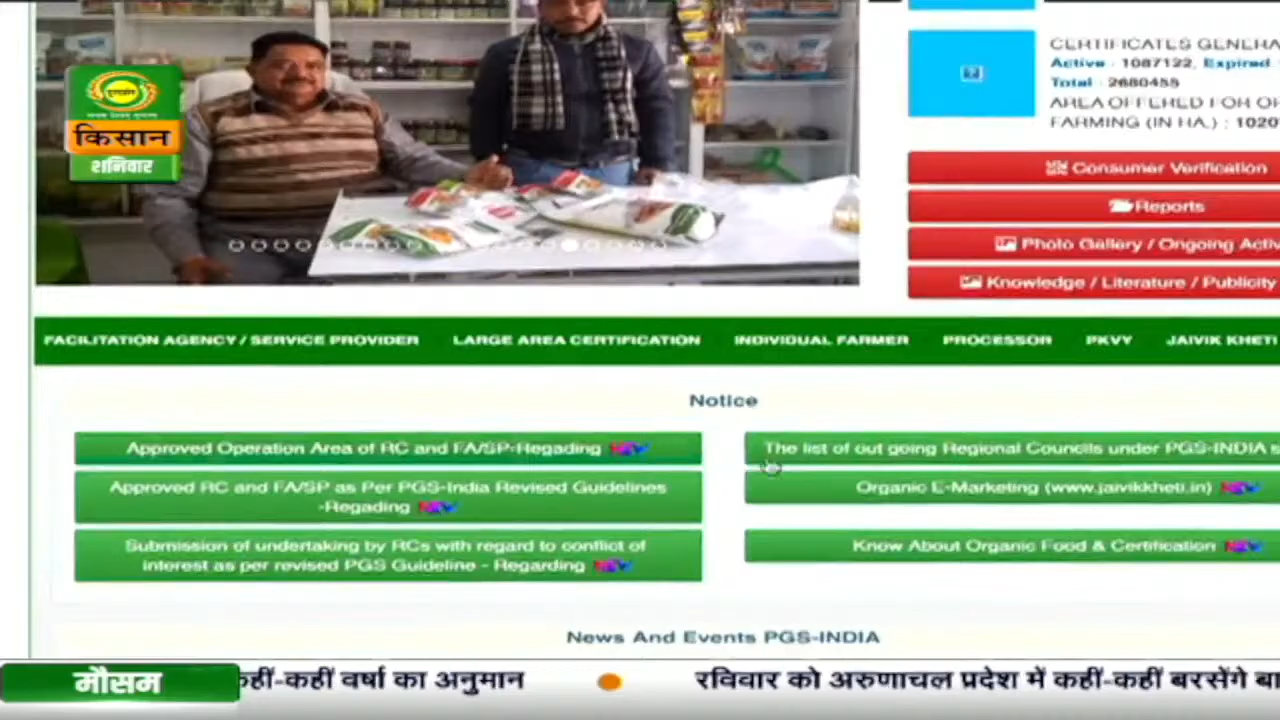 किसान
शनिवार
CERTIFICATES GENERA
Active : 1087122, Expired
Total : 2680455
AREA OFFERED FOR OR
FARMING (IN HA.) : 1020
Consumer Verification
Reports
Photo Gallery / Ongoing Activ
Knowledge / Literature / Publicity
FACILITATION AGENCY / SERVICE PROVIDER LARGE AREA CERTIFICATION INDIVIDUAL FARMER PROCESSOR PKVY JAIVIK KHETI
Notice
Approved Operation Area of RC and FA/SP-Regading NEW
The list of out going Regional Councils under PGS-INDIA s
Approved RC and FA/SP as Per PGS-India Revised Guidelines
-Regading NEW
Organic E-Marketing (www.jaivikkheti.in) NEW
Submission of undertaking by RCs with regard to conflict of
interest as per revised PGS Guideline - Regarding NEW
Know About Organic Food & Certification NEW
News And Events PGS-INDIA
मौसम
कहीं-कहीं वर्षा का अनुमान
रविवार को अरुणाचल प्रदेश में कहीं-कहीं बरसेंगे बा